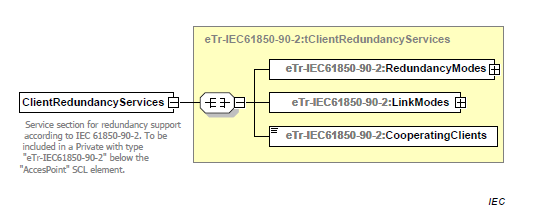 eTr-IEC61850-90-2:tClientRedundancyServices
eTr-IEC61850-90-2:RedundancyModes
ClientRedundancyServices
eTr-IEC61850-90-2:LinkModes
Service section for redundancy support
according to IEC 61850-90-2. To be
included in a Private with type
"eTr-IEC61850-90-2" below the
"AccesPoint" SCL element.
eTr-IEC61850-90-2:CooperatingClients
IEC